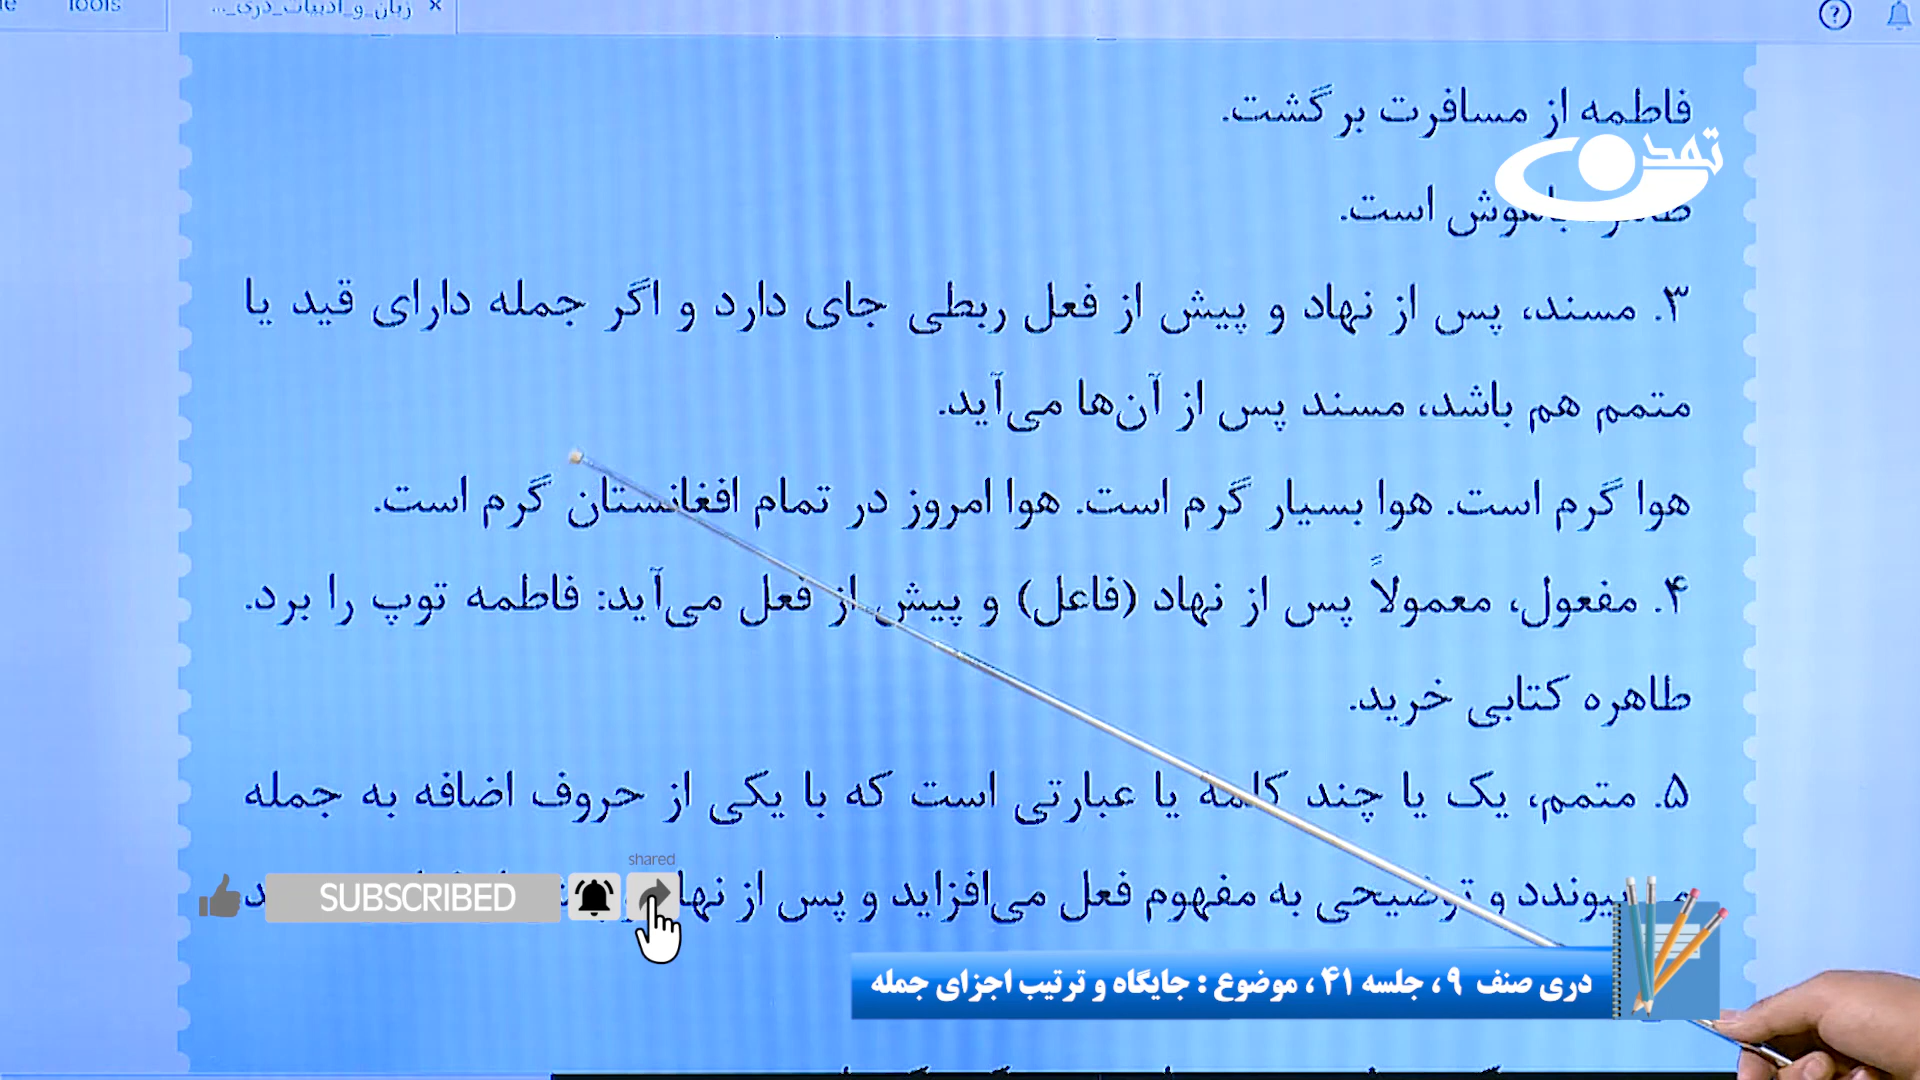 Tools
زبان_و_ادبیات_دری_...
فاطمه از مسافرت برگشت.
تمدن
باهوش است.
۳. مسند، پس از نهاد و پیش از فعل ربطی جای دارد و اگر جمله دارای قید یا
متمم هم باشد، مسند پس از آن‌ها می‌آید.
هوا گرم است. هوا بسیار گرم است. هوا امروز در تمام افغانستان گرم است.
۴. مفعول، معمولاً پس از نهاد (فاعل) و پیش از فعل می‌آید: فاطمه توپ را برد.
طاهره کتابی خرید.
۵. متمم، یک یا چند کلمه یا عبارتی است که با یکی از حروف اضافه به جمله
و توضیحی به مفهوم فعل می‌افزاید و پس از
shared
SUBSCRIBED
دری صنف ۹، جلسه ۴۱، موضوع : جایگاه و ترتیب اجزای جمله